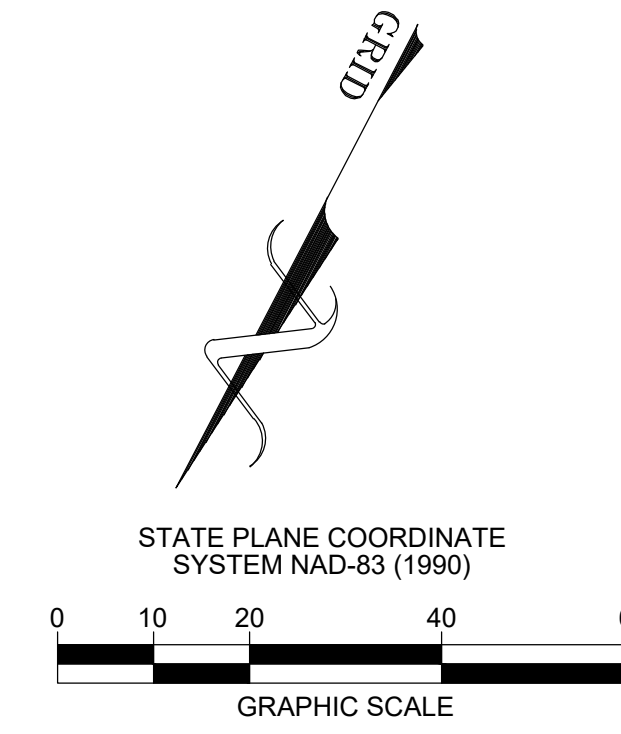 GRID
STATE PLANE COORDINATE
SYSTEM NAD-83 (1990)
0 10 20 40
GRAPHIC SCALE